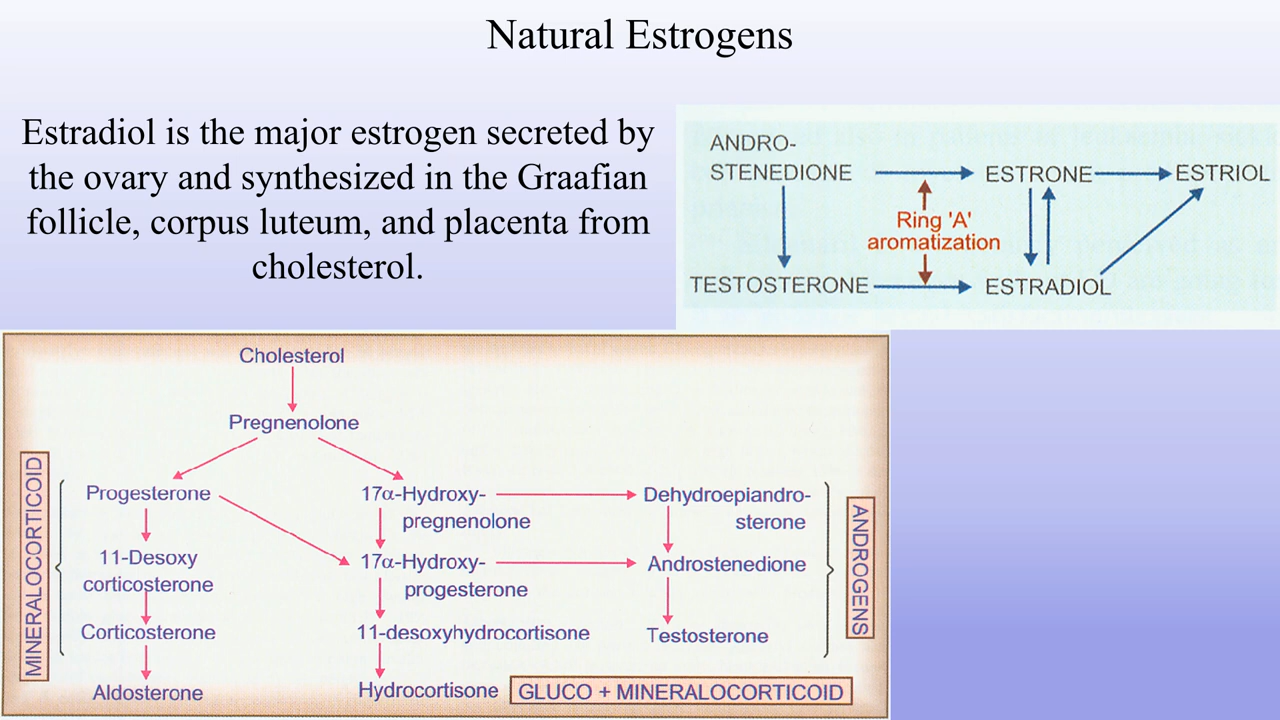 Natural Estrogens
Estradiol is the major estrogen secreted by
the ovary and synthesized in the Graafian
follicle, corpus luteum, and placenta from
cholesterol.
ANDRO-
STENEDIONE
ESTRONE
ESTRIOL
Ring 'A'
aromatization
TESTOSTERONE
ESTRADIOL
Cholesterol
Pregnenolone
MINERALOCORTICOID
Progesterone
17α-Hydroxy-
pregnenolone
Dehydroepiandro-
sterone
11-Desoxy
corticosterone
17α-Hydroxy-
progesterone
Androstenedione
ANDROGENS
Corticosterone
11-desoxyhydrocortisone
Testosterone
Aldosterone
Hydrocortisone
GLUCO + MINERALOCORTICOID